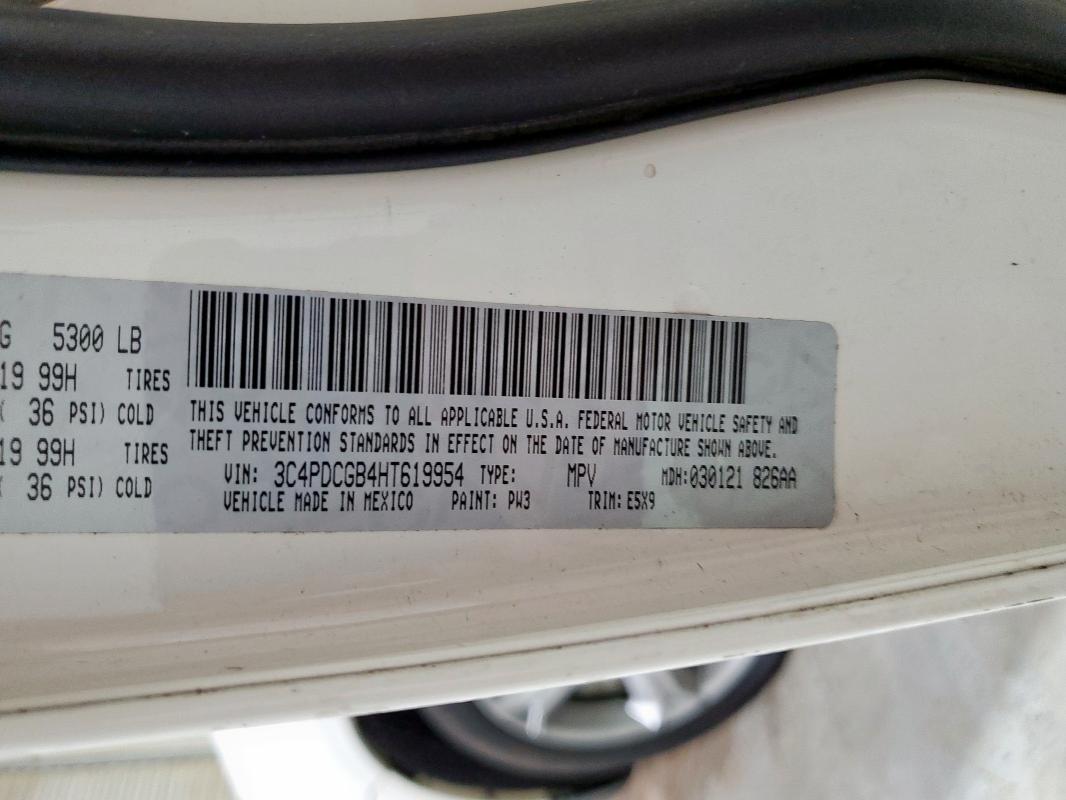 G 5300 LB
19 99H TIRES
( 36 PSI) COLD
19 99H TIRES
( 36 PSI) COLD
THIS VEHICLE CONFORMS TO ALL APPLICABLE U.S.A. FEDERAL MOTOR VEHICLE SAFETY AND
THEFT PREVENTION STANDARDS IN EFFECT ON THE DATE OF MANUFACTURE SHOWN ABOVE.
VIN: 3C4PDCGB4HT619954 TYPE: MPV MDH:030121 826AA
VEHICLE MADE IN MEXICO PAINT: PW3 TRIM: E5X9